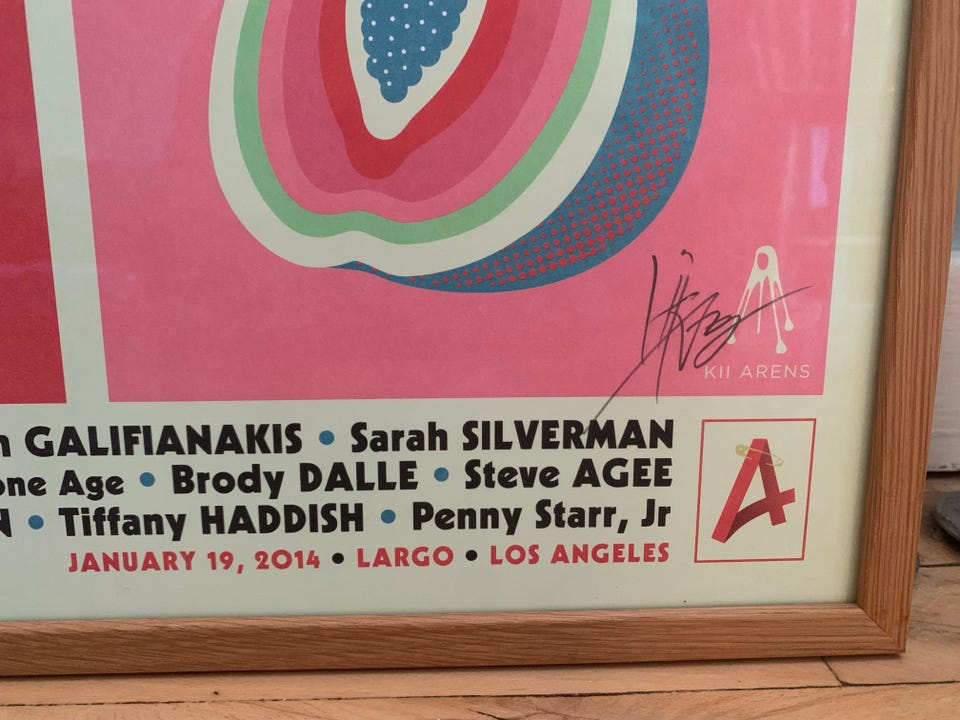 KII ARENS
GALIFIANAKIS • Sarah SILVERMAN
Age • Brody DALLE • Steve AGEE
• Tiffany HADDISH • Penny Starr, Jr
JANUARY 19, 2014 • LARGO • LOS ANGELES
A